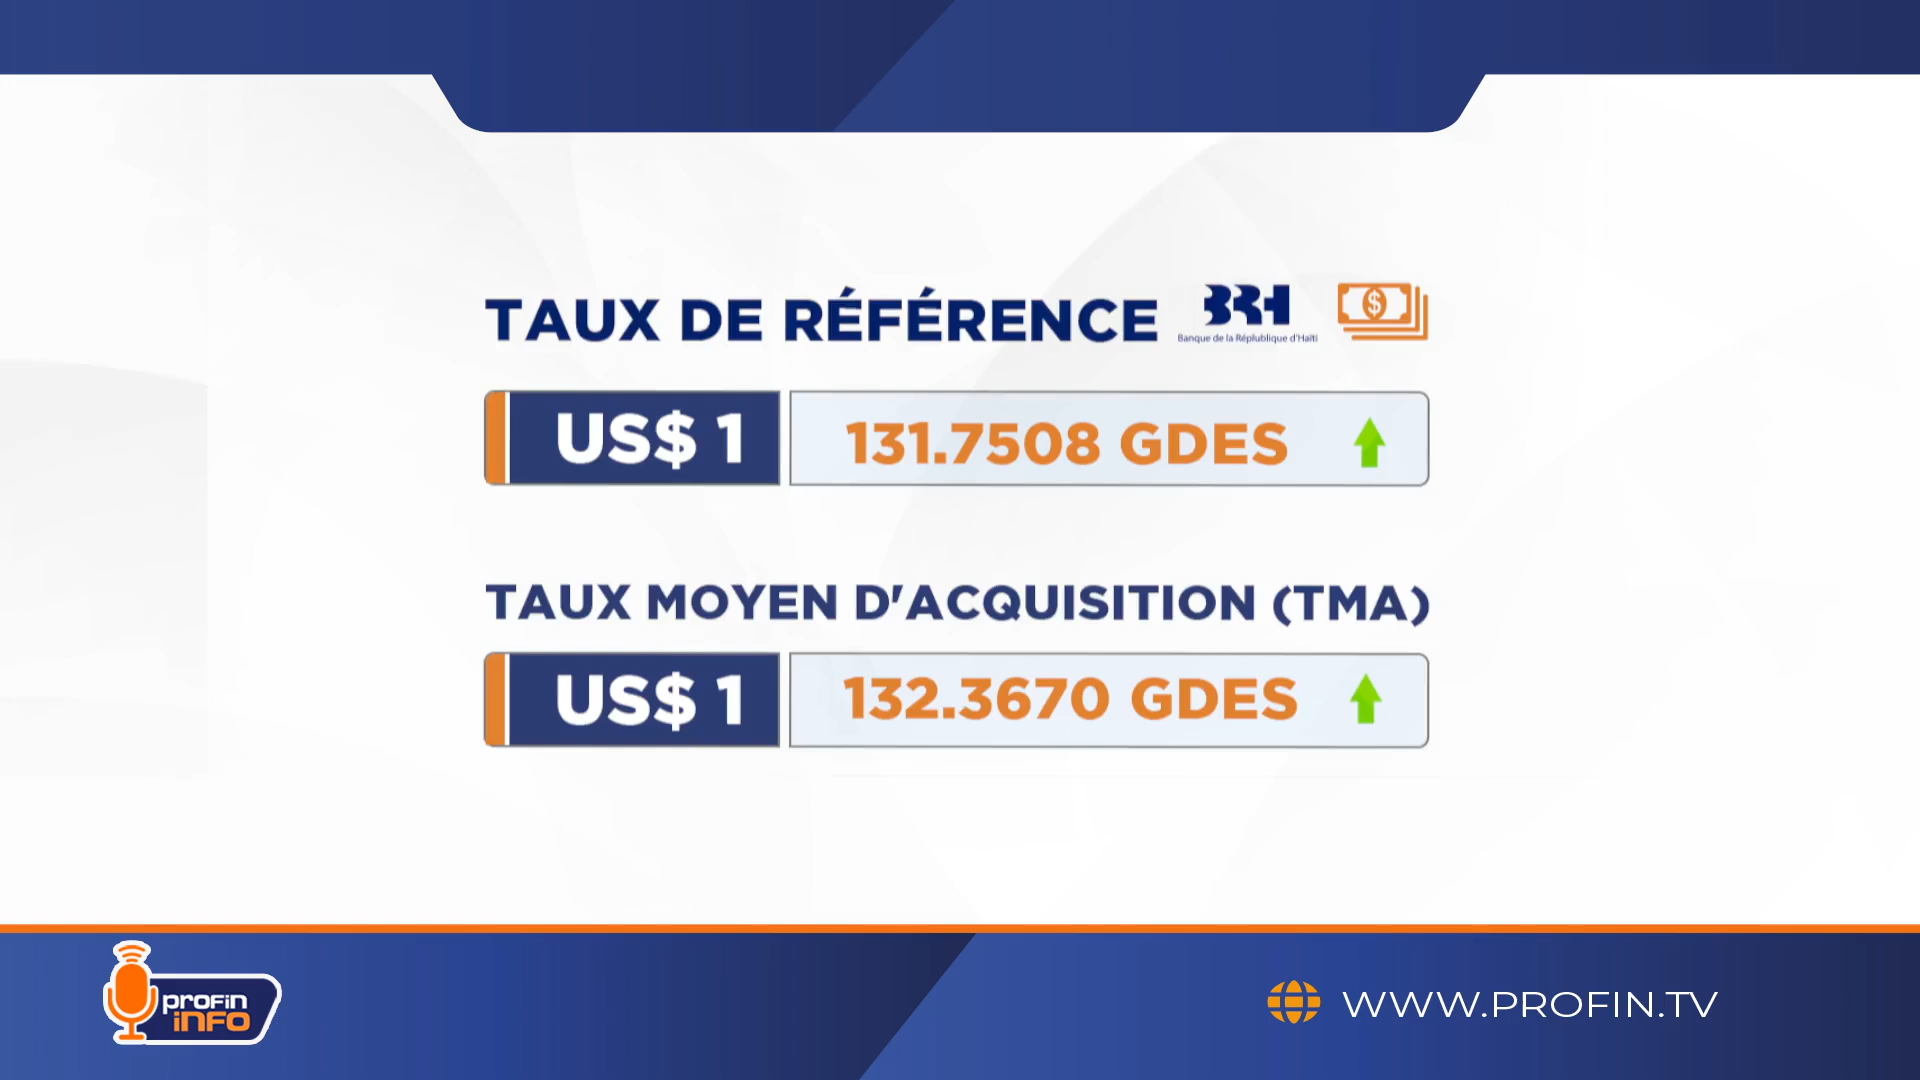 TAUX DE RÉFÉRENCE
BRH
Banque de la Réplublique d'Haïti
US$ 1
131.7508 GDES
TAUX MOYEN D'ACQUISITION (TMA)
US$ 1
132.3670 GDES
profin
info
WWW.PROFIN.TV